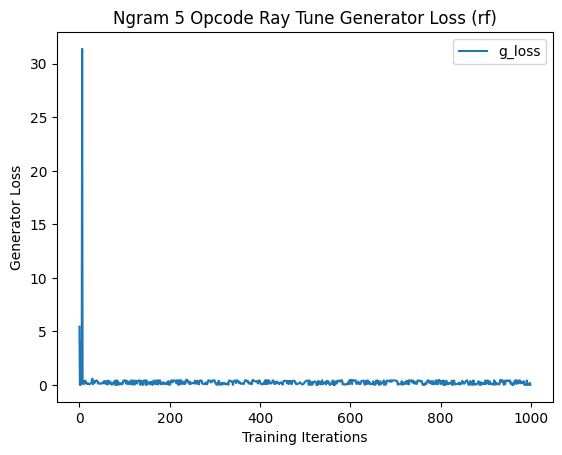 Ngram 5 Opcode Ray Tune Generator Loss (rf)
g_loss
Generator Loss
30
25
20
15
10
5
0
0 200 400 600 800 1000
Training Iterations